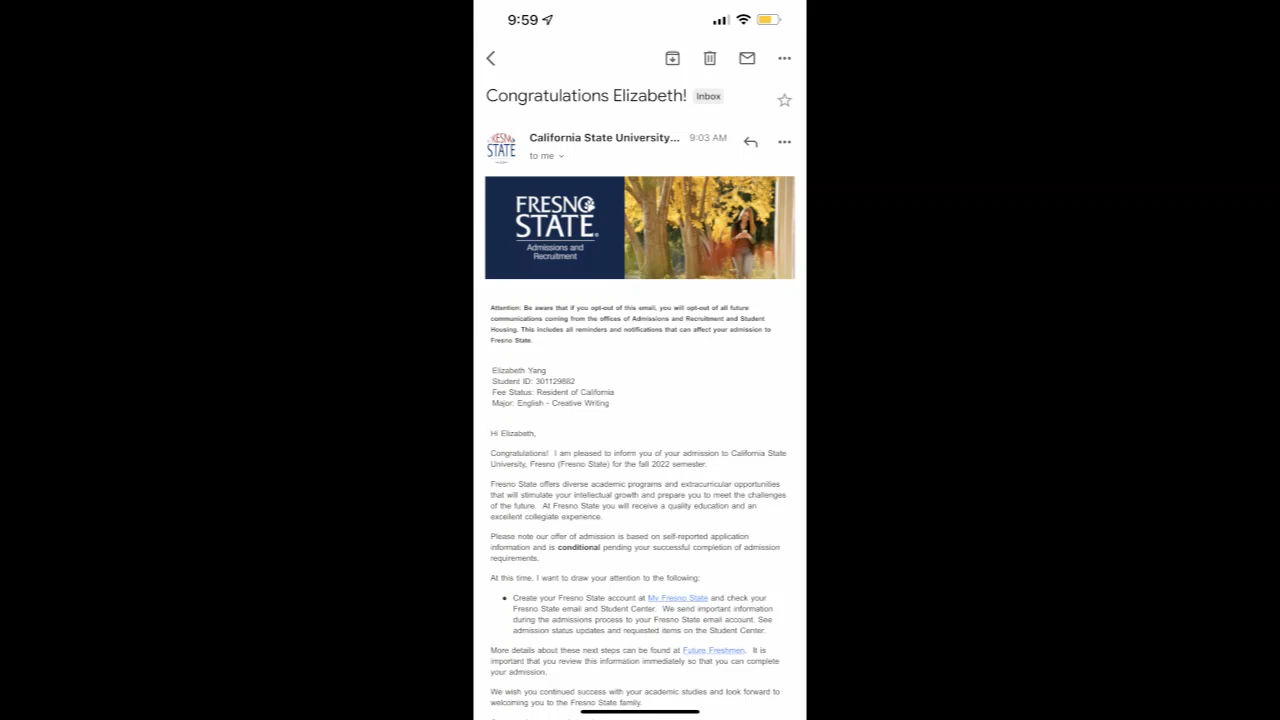 9:59
Congratulations Elizabeth! Inbox
FRESNO
STATE
California State University... 9:03 AM
to me
FRESNO
STATE.
Admissions and
Recruitment
Attention: Be aware that if you opt-out of this email, you will opt-out of all future
communications coming from the offices of Admissions and Recruitment and Student
Housing. This includes all reminders and notifications that can affect your admission to
Fresno State.
Elizabeth Yang
Student ID: 301129882
Fee Status: Resident of California
Major: English - Creative Writing
Hi Elizabeth,
Congratulations! I am pleased to inform you of your admission to California State
University, Fresno (Fresno State) for the fall 2022 semester.
Fresno State offers diverse academic programs and extracurricular opportunities
that will stimulate your intellectual growth and prepare you to meet the challenges
of the future. At Fresno State you will receive a quality education and an
excellent collegiate experience.
Please note our offer of admission is based on self-reported application
information and is conditional pending your successful completion of admission
requirements.
At this time, I want to draw your attention to the following:
• Create your Fresno State account at My Fresno State and check your
Fresno State email and Student Center. We send important information
during the admissions process to your Fresno State email account. See
admission status updates and requested items on the Student Center.
More details about these next steps can be found at Future Freshmen. It is
important that you review this information immediately so that you can complete
your admission.
We wish you continued success with your academic studies and look forward to
welcoming you to the Fresno State family.